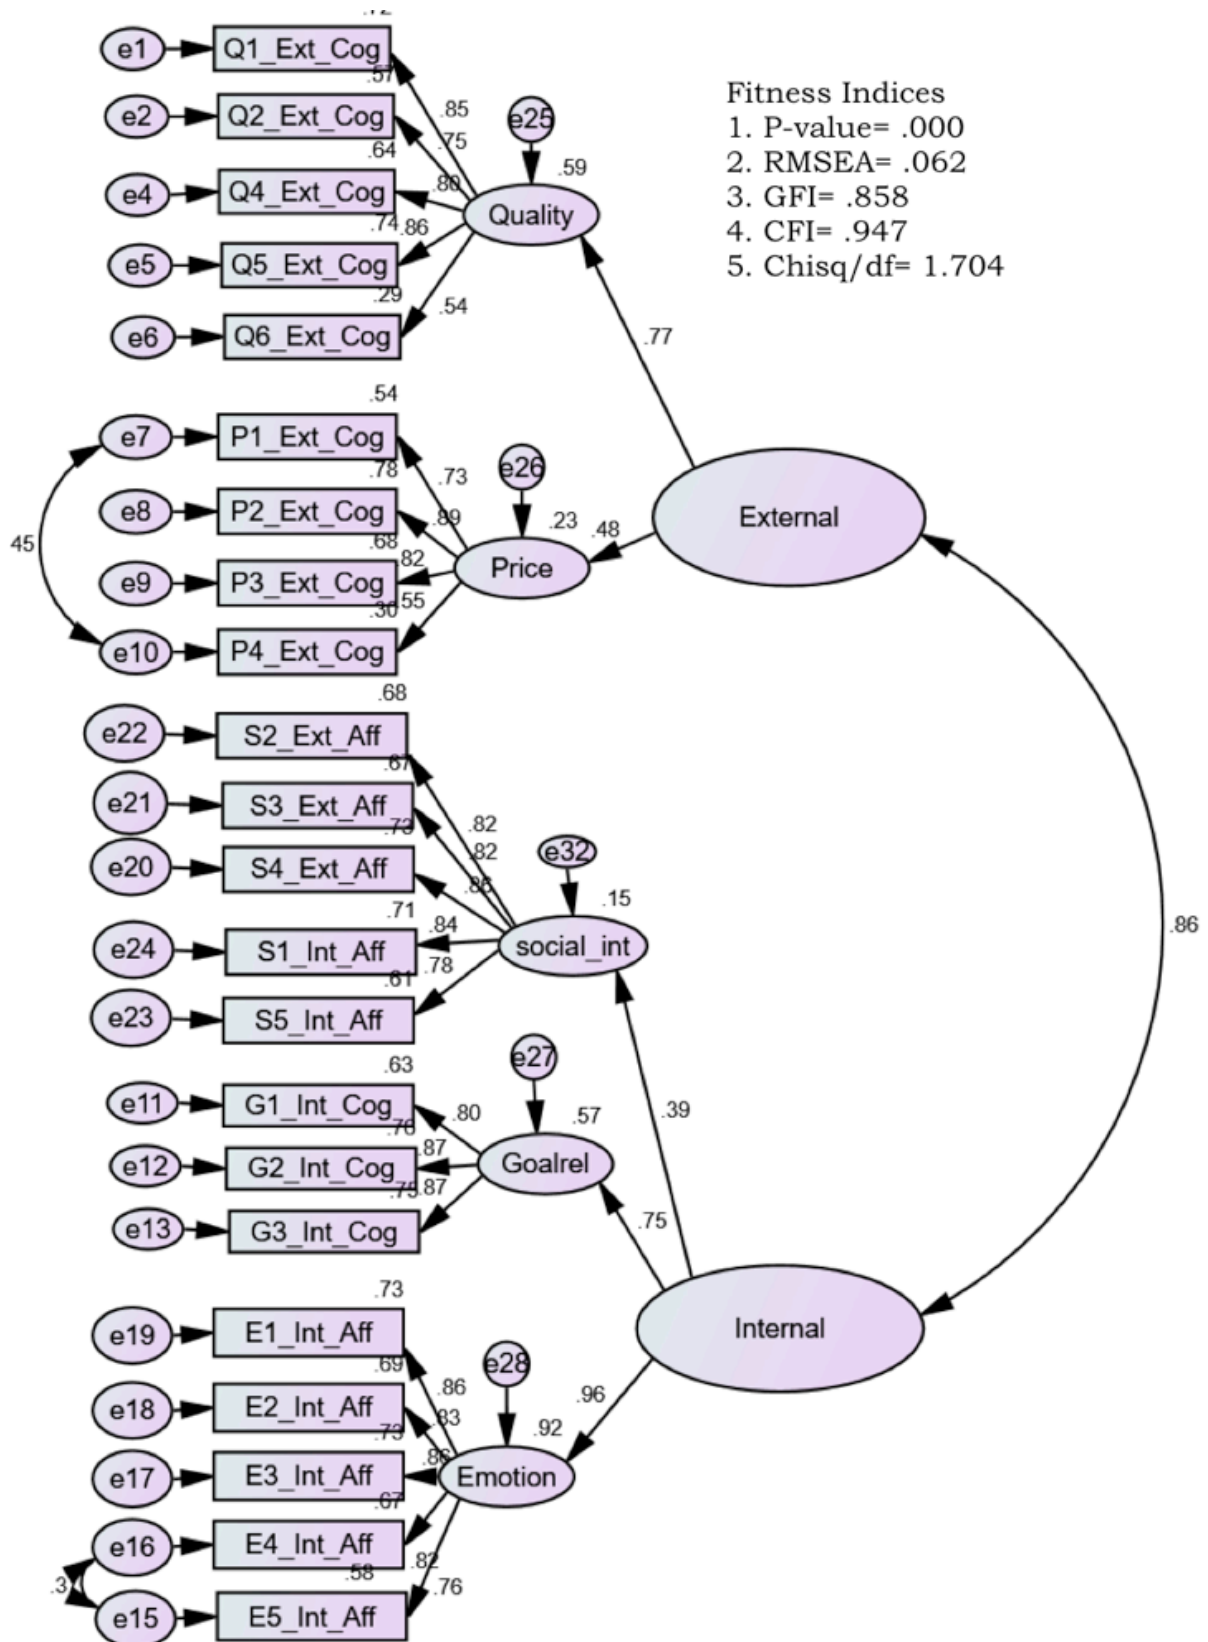 e1
Q1_Ext_Cog
.57
e2
Q2_Ext_Cog
.85
e25
.75
.64
e4
Q4_Ext_Cog
.80
.59
Quality
.74
.86
e5
Q5_Ext_Cog
.29
.54
e6
Q6_Ext_Cog
Fitness Indices
1. P-value= .000
2. RMSEA= .062
3. GFI= .858
4. CFI= .947
5. Chisq/df= 1.704
.77
.54
e7
P1_Ext_Cog
.78
.73
e26
e8
P2_Ext_Cog
.89
.23
.48
External
45
.68
.82
Price
e9
P3_Ext_Cog
.30
.55
e10
P4_Ext_Cog
.68
e22
S2_Ext_Aff
.67
e21
S3_Ext_Aff
.73
.82
.82
e32
e20
S4_Ext_Aff
.86
.15
.71
.84
.86
e24
S1_Int_Aff
social_int
.61
.78
e23
S5_Int_Aff
e27
.63
e11
G1_Int_Cog
.80
.57
.39
.87
e12
G2_Int_Cog
Goalrel
.75
.87
e13
G3_Int_Cog
.75
.73
e19
E1_Int_Aff
Internal
.69
e28
.86
.96
e18
E2_Int_Aff
.83
.92
.73
.86
e17
E3_Int_Aff
Emotion
.67
e16
E4_Int_Aff
.82
.58
.3
.76
e15
E5_Int_Aff